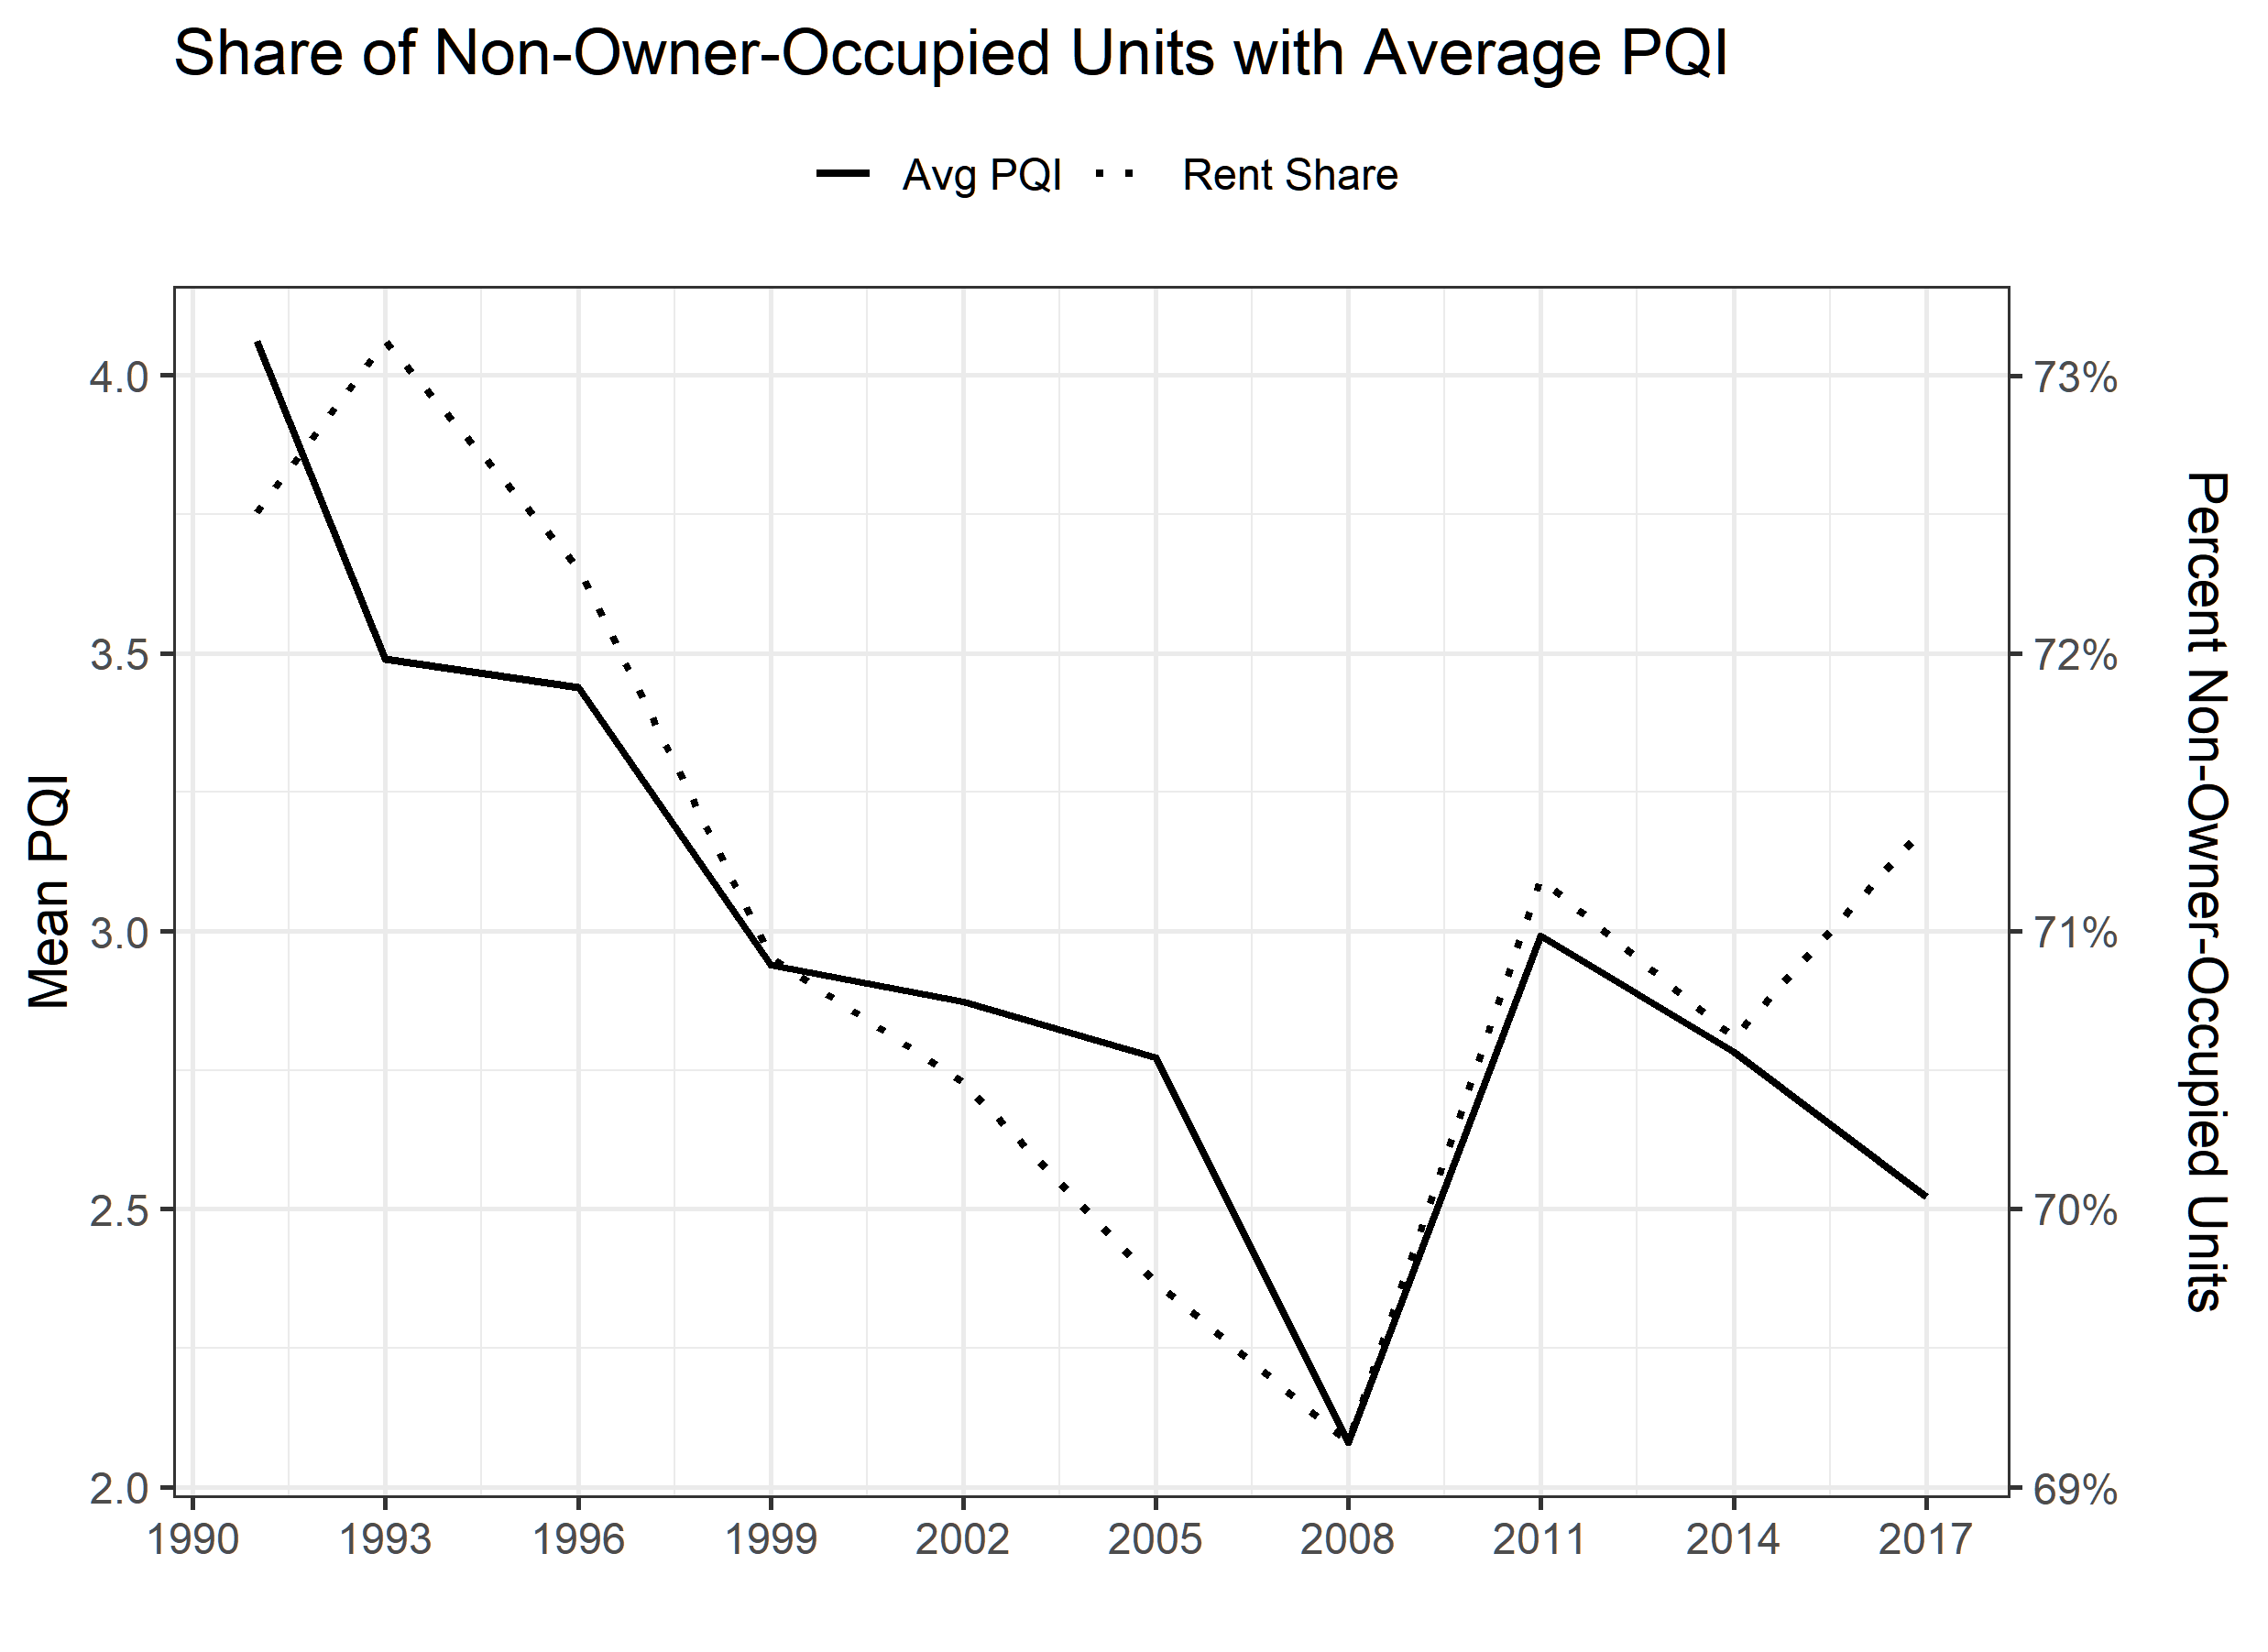 Share of Non-Owner-Occupied Units with Average PQI
Avg PQI
Rent Share
Mean PQI
4.0
3.5
3.0
2.5
2.0
73%
72%
71%
70%
69%
Percent Non-Owner-Occupied Units
1990 1993 1996 1999 2002 2005 2008 2011 2014 2017